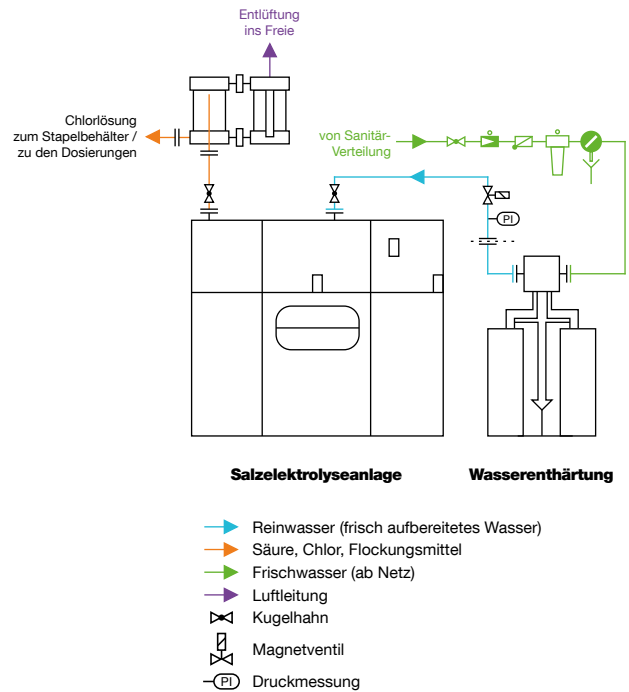 Entlüftung
ins Freie
Chlorlösung
zum Stapelbehälter /
zu den Dosierungen
von Sanitär-
Verteilung
PI
Salzelektrolyseanlage
Wasserenthärtung
Reinwasser (frisch aufbereitetes Wasser)
Säure, Chlor, Flockungsmittel
Frischwasser (ab Netz)
Luftleitung
Kugelhahn
Magnetventil
PI Druckmessung